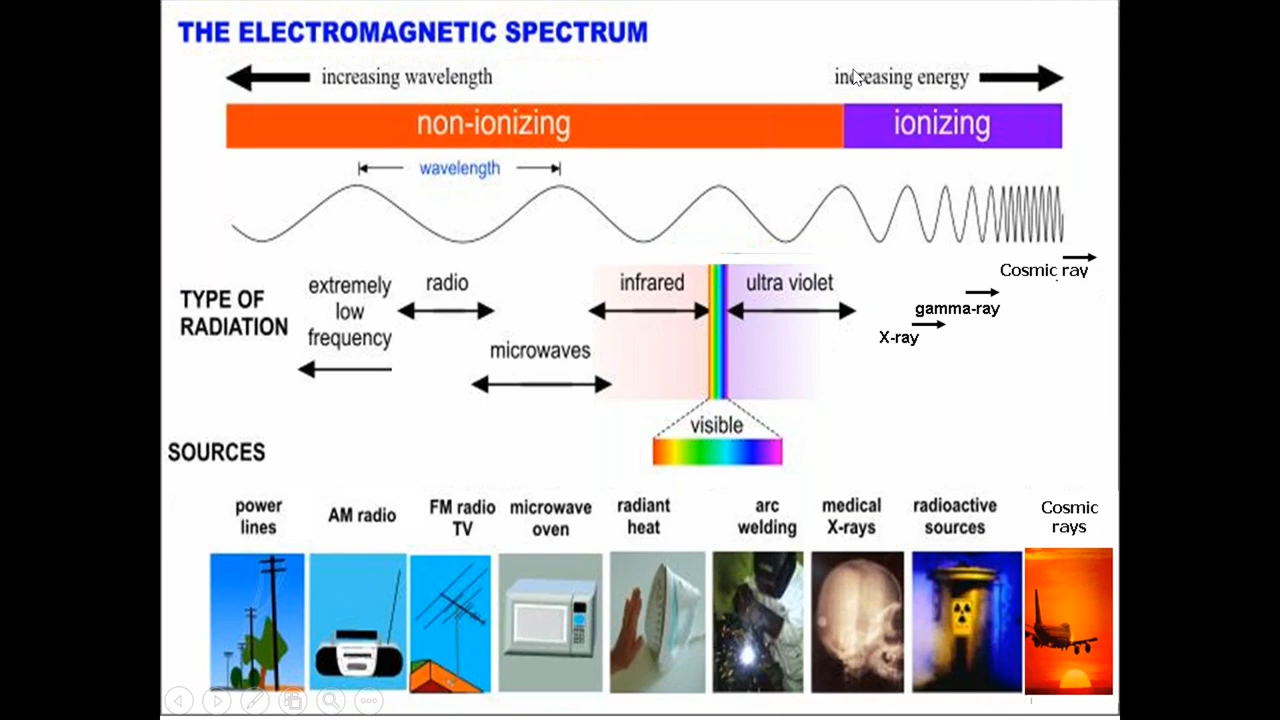 THE ELECTROMAGNETIC SPECTRUM
increasing wavelength
increasing energy
non-ionizing
ionizing
wavelength
Cosmic ray
TYPE OF
RADIATION
extremely
low
frequency
radio
microwaves
infrared
ultra violet
gamma-ray
X-ray
visible
SOURCES
power
lines
AM radio
FM radio
TV
microwave
oven
radiant
heat
arc
welding
medical
X-rays
radioactive
sources
Cosmic
rays